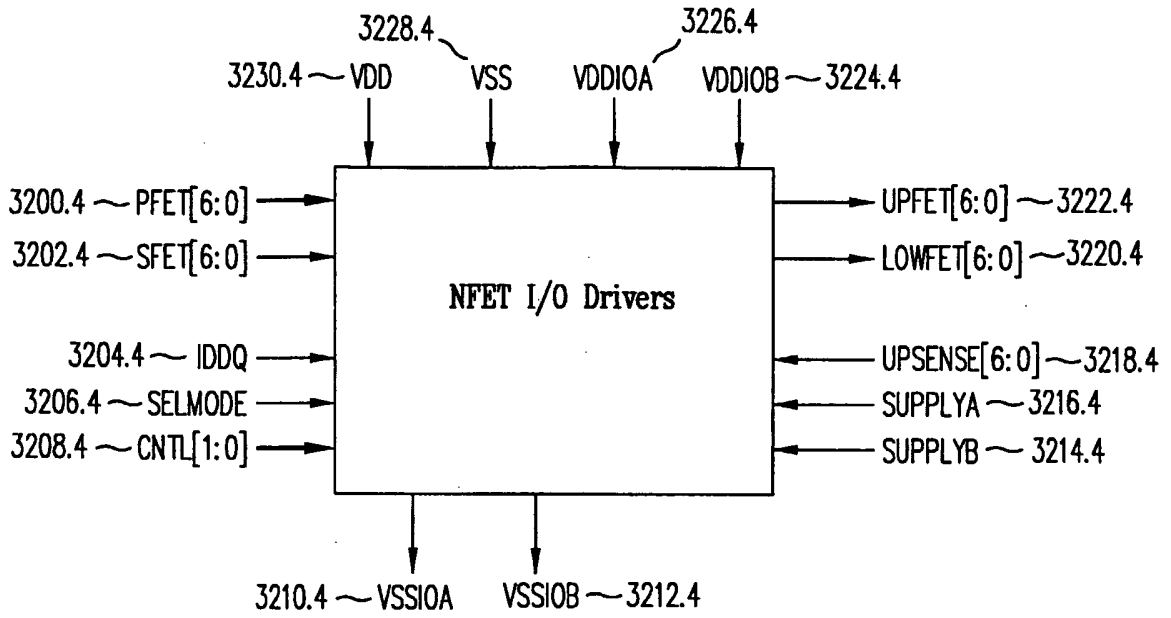 3228.4
3226.4
3230.4 VDD VSS VDDIOA VDDIOB 3224.4
3200.4 PFET[6:0] UPFET[6:0] 3222.4
3202.4 SFET[6:0] LOWFET[6:0] 3220.4
NFET I/O Drivers
3204.4 IDDQ UPSENSE[6:0] 3218.4
3206.4 SELMODE SUPPLYA 3216.4
3208.4 CNTL[1:0] SUPPLYB 3214.4
3210.4 VSSIOA VSSIOB 3212.4